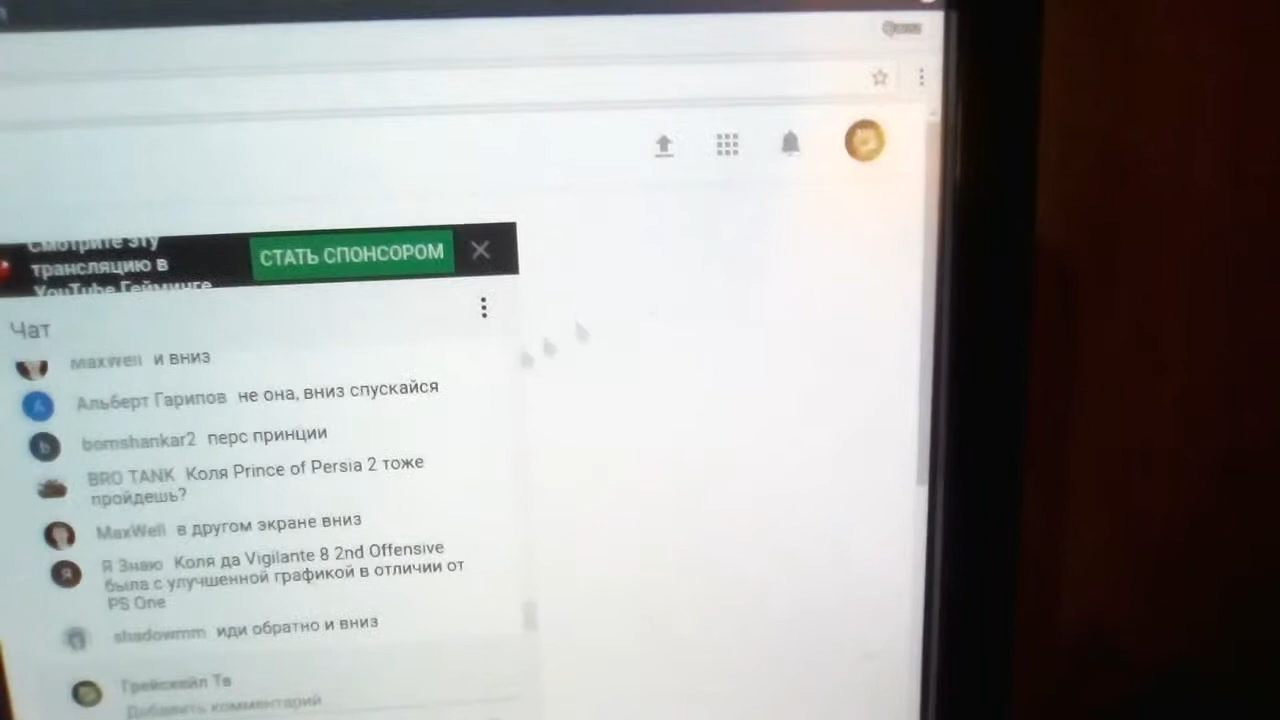 Смотрите эту
трансляцию в
YouTube Гейминге
СТАТЬ СПОНСОРОМ
Чат
MaxWell и вниз
Альберт Гарипов не она, вниз спускайся
bomshankar2 перс принции
BRO TANK Коля Prince of Persia 2 тоже
пройдешь?
MaxWell в другом экране вниз
Я Знаю Коля да Vigilante 8 2nd Offensive
была с улучшенной графикой в отличии от
PS One
shadowmm иди обратно и вниз
Грейскейл Тв
Добавить комментарий